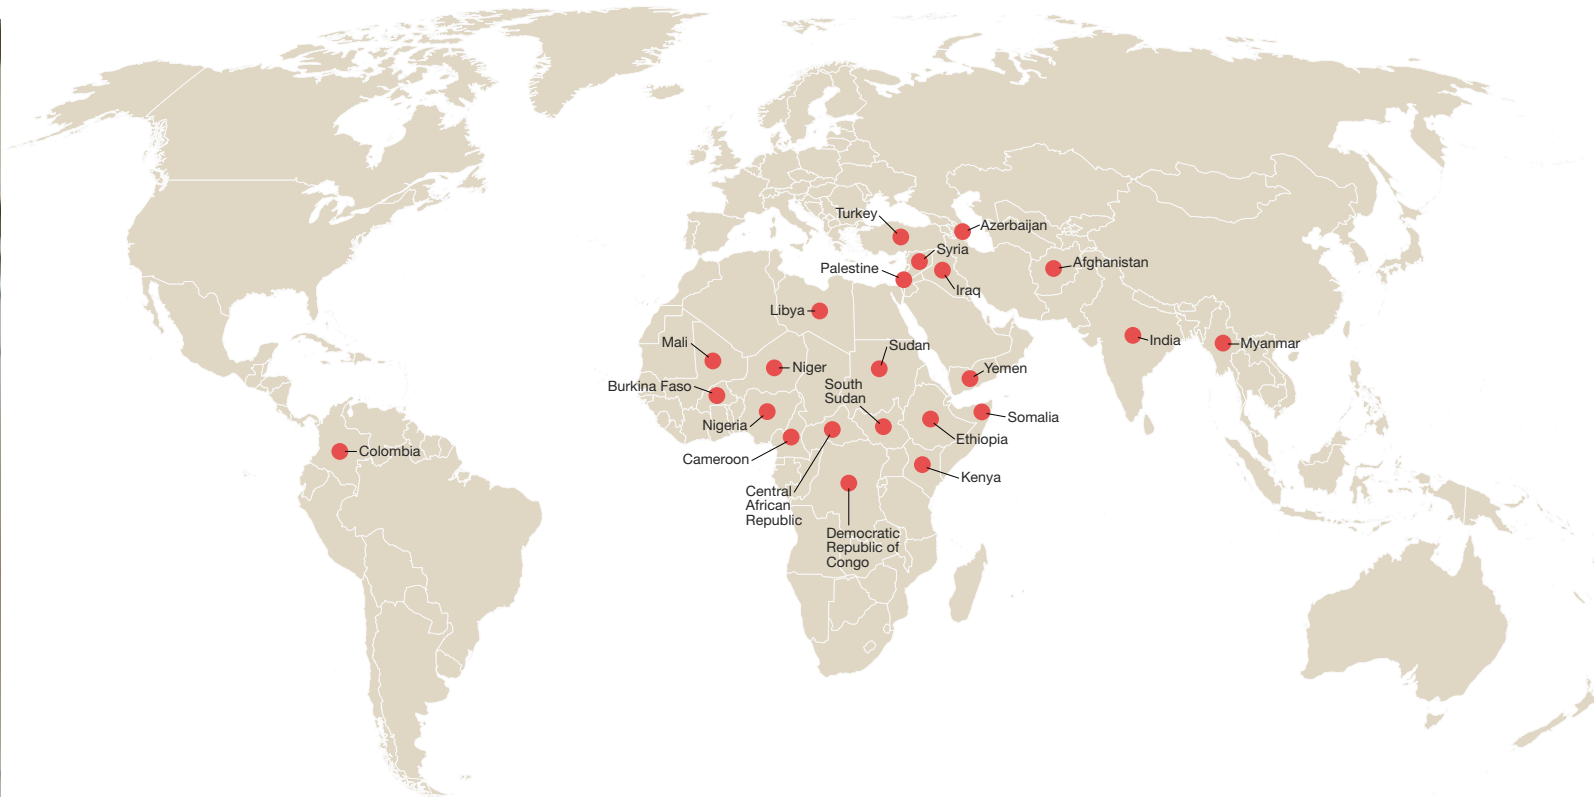 Turkey
Azerbaijan
Syria
Palestine
Afghanistan
Iraq
Libya
Mali
Sudan
India
Myanmar
Niger
Yemen
Burkina Faso
South
Sudan
Somalia
Nigeria
Ethiopia
Colombia
Cameroon
Kenya
Central
African
Republic
Democratic
Republic of
Congo